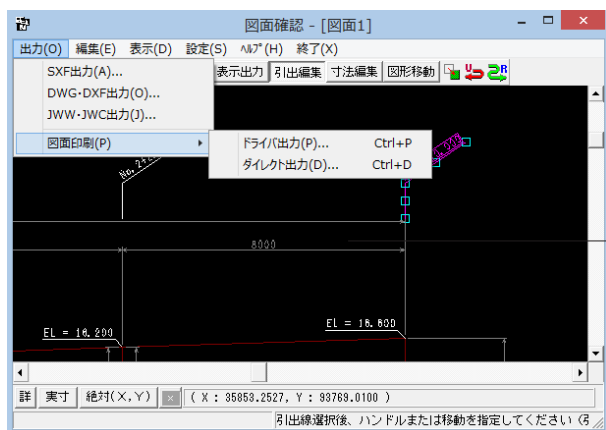 図面確認 - [図面1]
出力(O) 編集(E) 表示(D) 設定(S) ﾍﾙﾌﾟ(H) 終了(X)
SXF出力(A)...
DWG・DXF出力(O)...
JWW・JWC出力(J)...
図面印刷(P)
表示出力 引出編集 寸法編集 図形移動
ドライバ出力(P)... Ctrl+P
ダイレクト出力(D)... Ctrl+D
8000
EL = 16.200
EL = 16.600
詳 実寸 絶対(X,Y) ( X : 35853.2527, Y : 93769.0100 )
引出線選択後、ハンドルまたは移動を指定してください